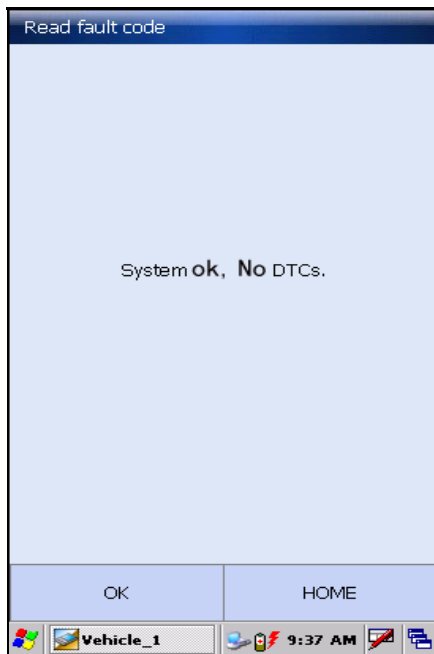 Read fault code
System ok, No DTCs.
OK
HOME
Vehicle_1
9:37 AM